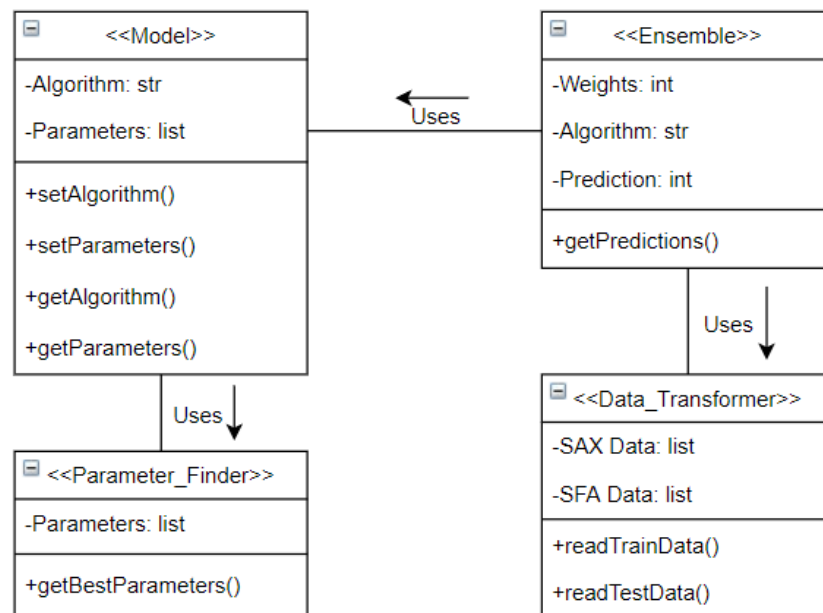 <<Model>>
-Algorithm: str
-Parameters: list
+setAlgorithm()
+setParameters()
+getAlgorithm()
+getParameters()
Uses
<<Ensemble>>
-Weights: int
-Algorithm: str
-Prediction: int
+getPredictions()
Uses
<<Parameter_Finder>>
-Parameters: list
+getBestParameters()
Uses
<<Data_Transformer>>
-SAX Data: list
-SFA Data: list
+readTrainData()
+readTestData()